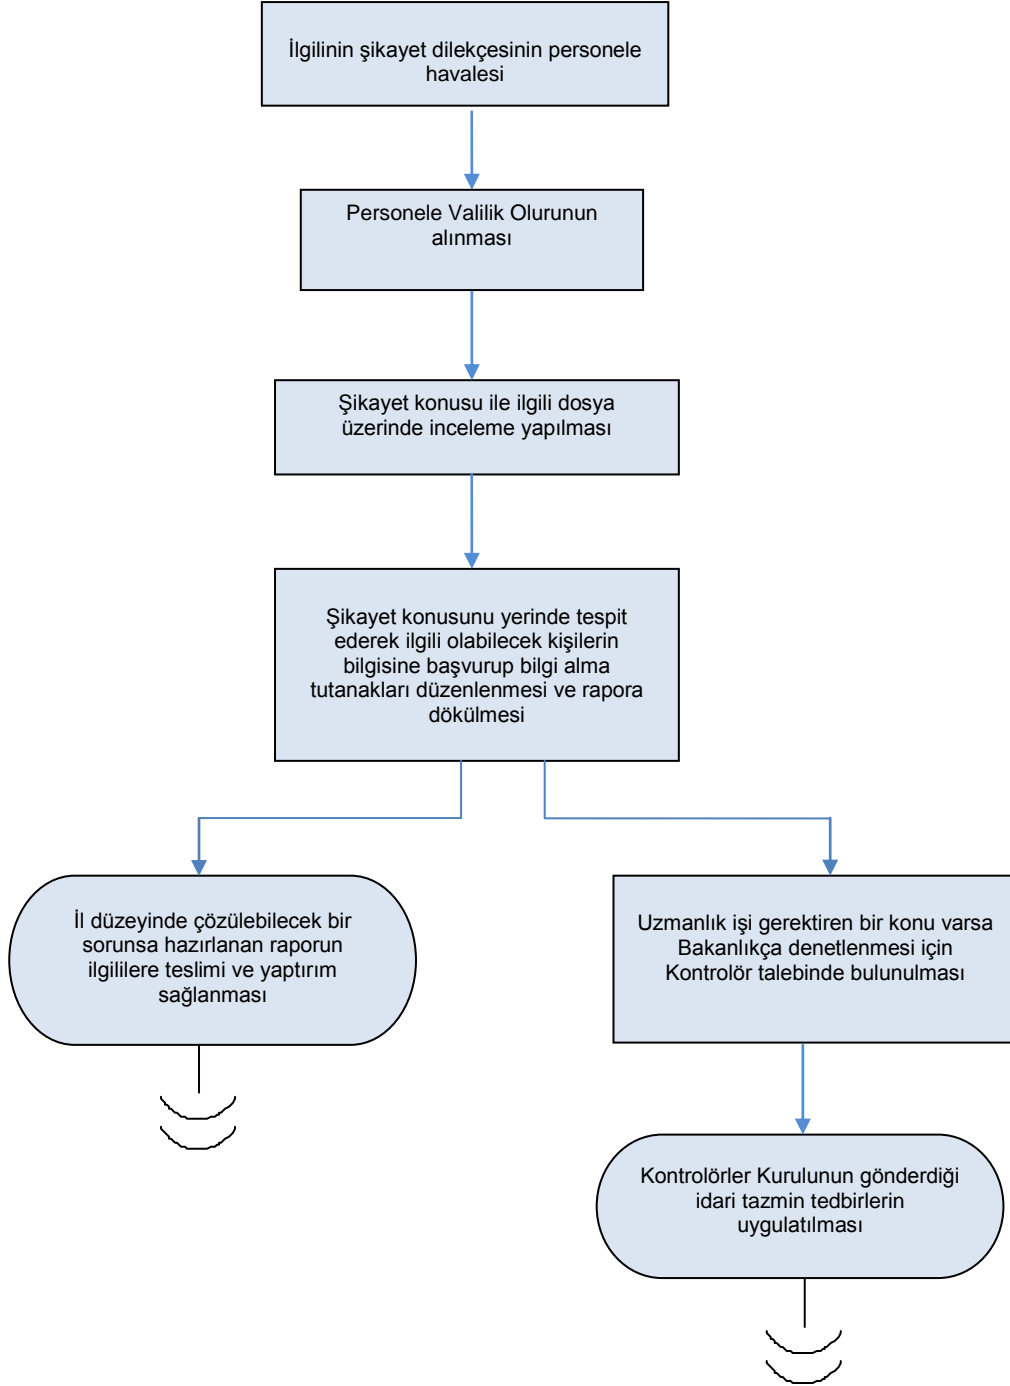 İlgilinin şikayet dilekçesinin personele
havalesi
Personele Valilik Olurunun
alınması
Şikayet konusu ile ilgili dosya
üzerinde inceleme yapılması
Şikayet konusunu yerinde tespit
ederek ilgili olabilecek kişilerin
bilgisine başvurup bilgi alma
tutanakları düzenlenmesi ve rapora
dökülmesi
İl düzeyinde çözülebilecek bir
sorunsa hazırlanan raporun
ilgililere teslimi ve yaptırım
sağlanması
Uzmanlık işi gerektiren bir konu varsa
Bakanlıkça denetlenmesi için
Kontrolör talebinde bulunulması
Kontrolörler Kurulunun gönderdiği
idari tazmin tedbirlerin
uygulatılması